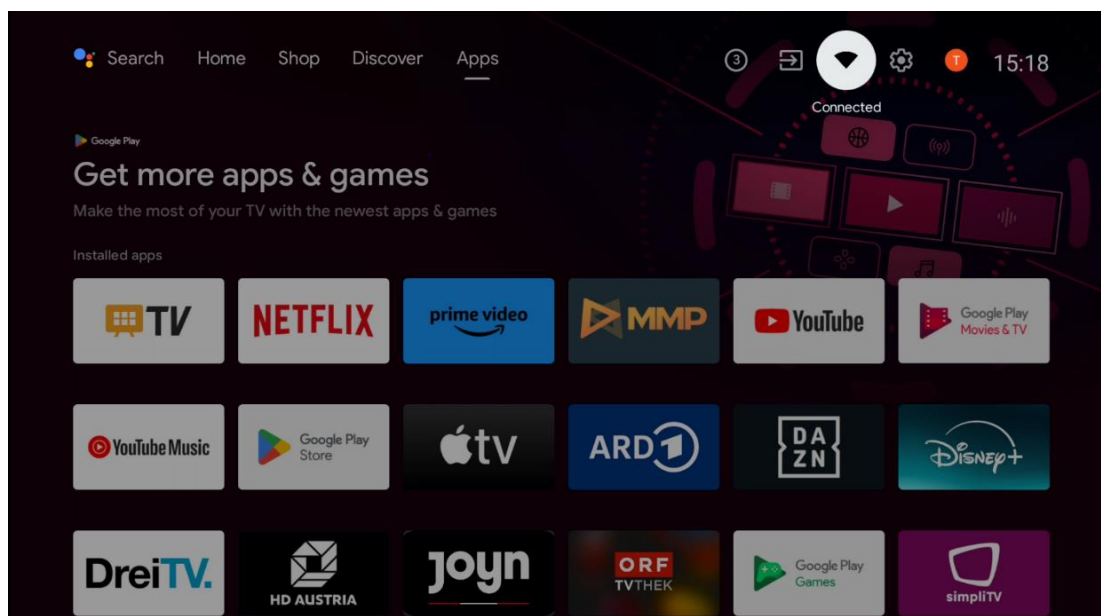 Search Home Shop Discover Apps 3 T 15:18
Connected
Google Play
Get more apps & games
Make the most of your TV with the newest apps & games
Installed apps
TV NETFLIX prime video MMP YouTube Google Play
Movies & TV
YouTube Music Google Play
Store
tv ARD 1 DA
ZN
Disney+
DreiTV. HD AUSTRIA joyn ORF
TVTHEK
Google Play
Games
simpliTV